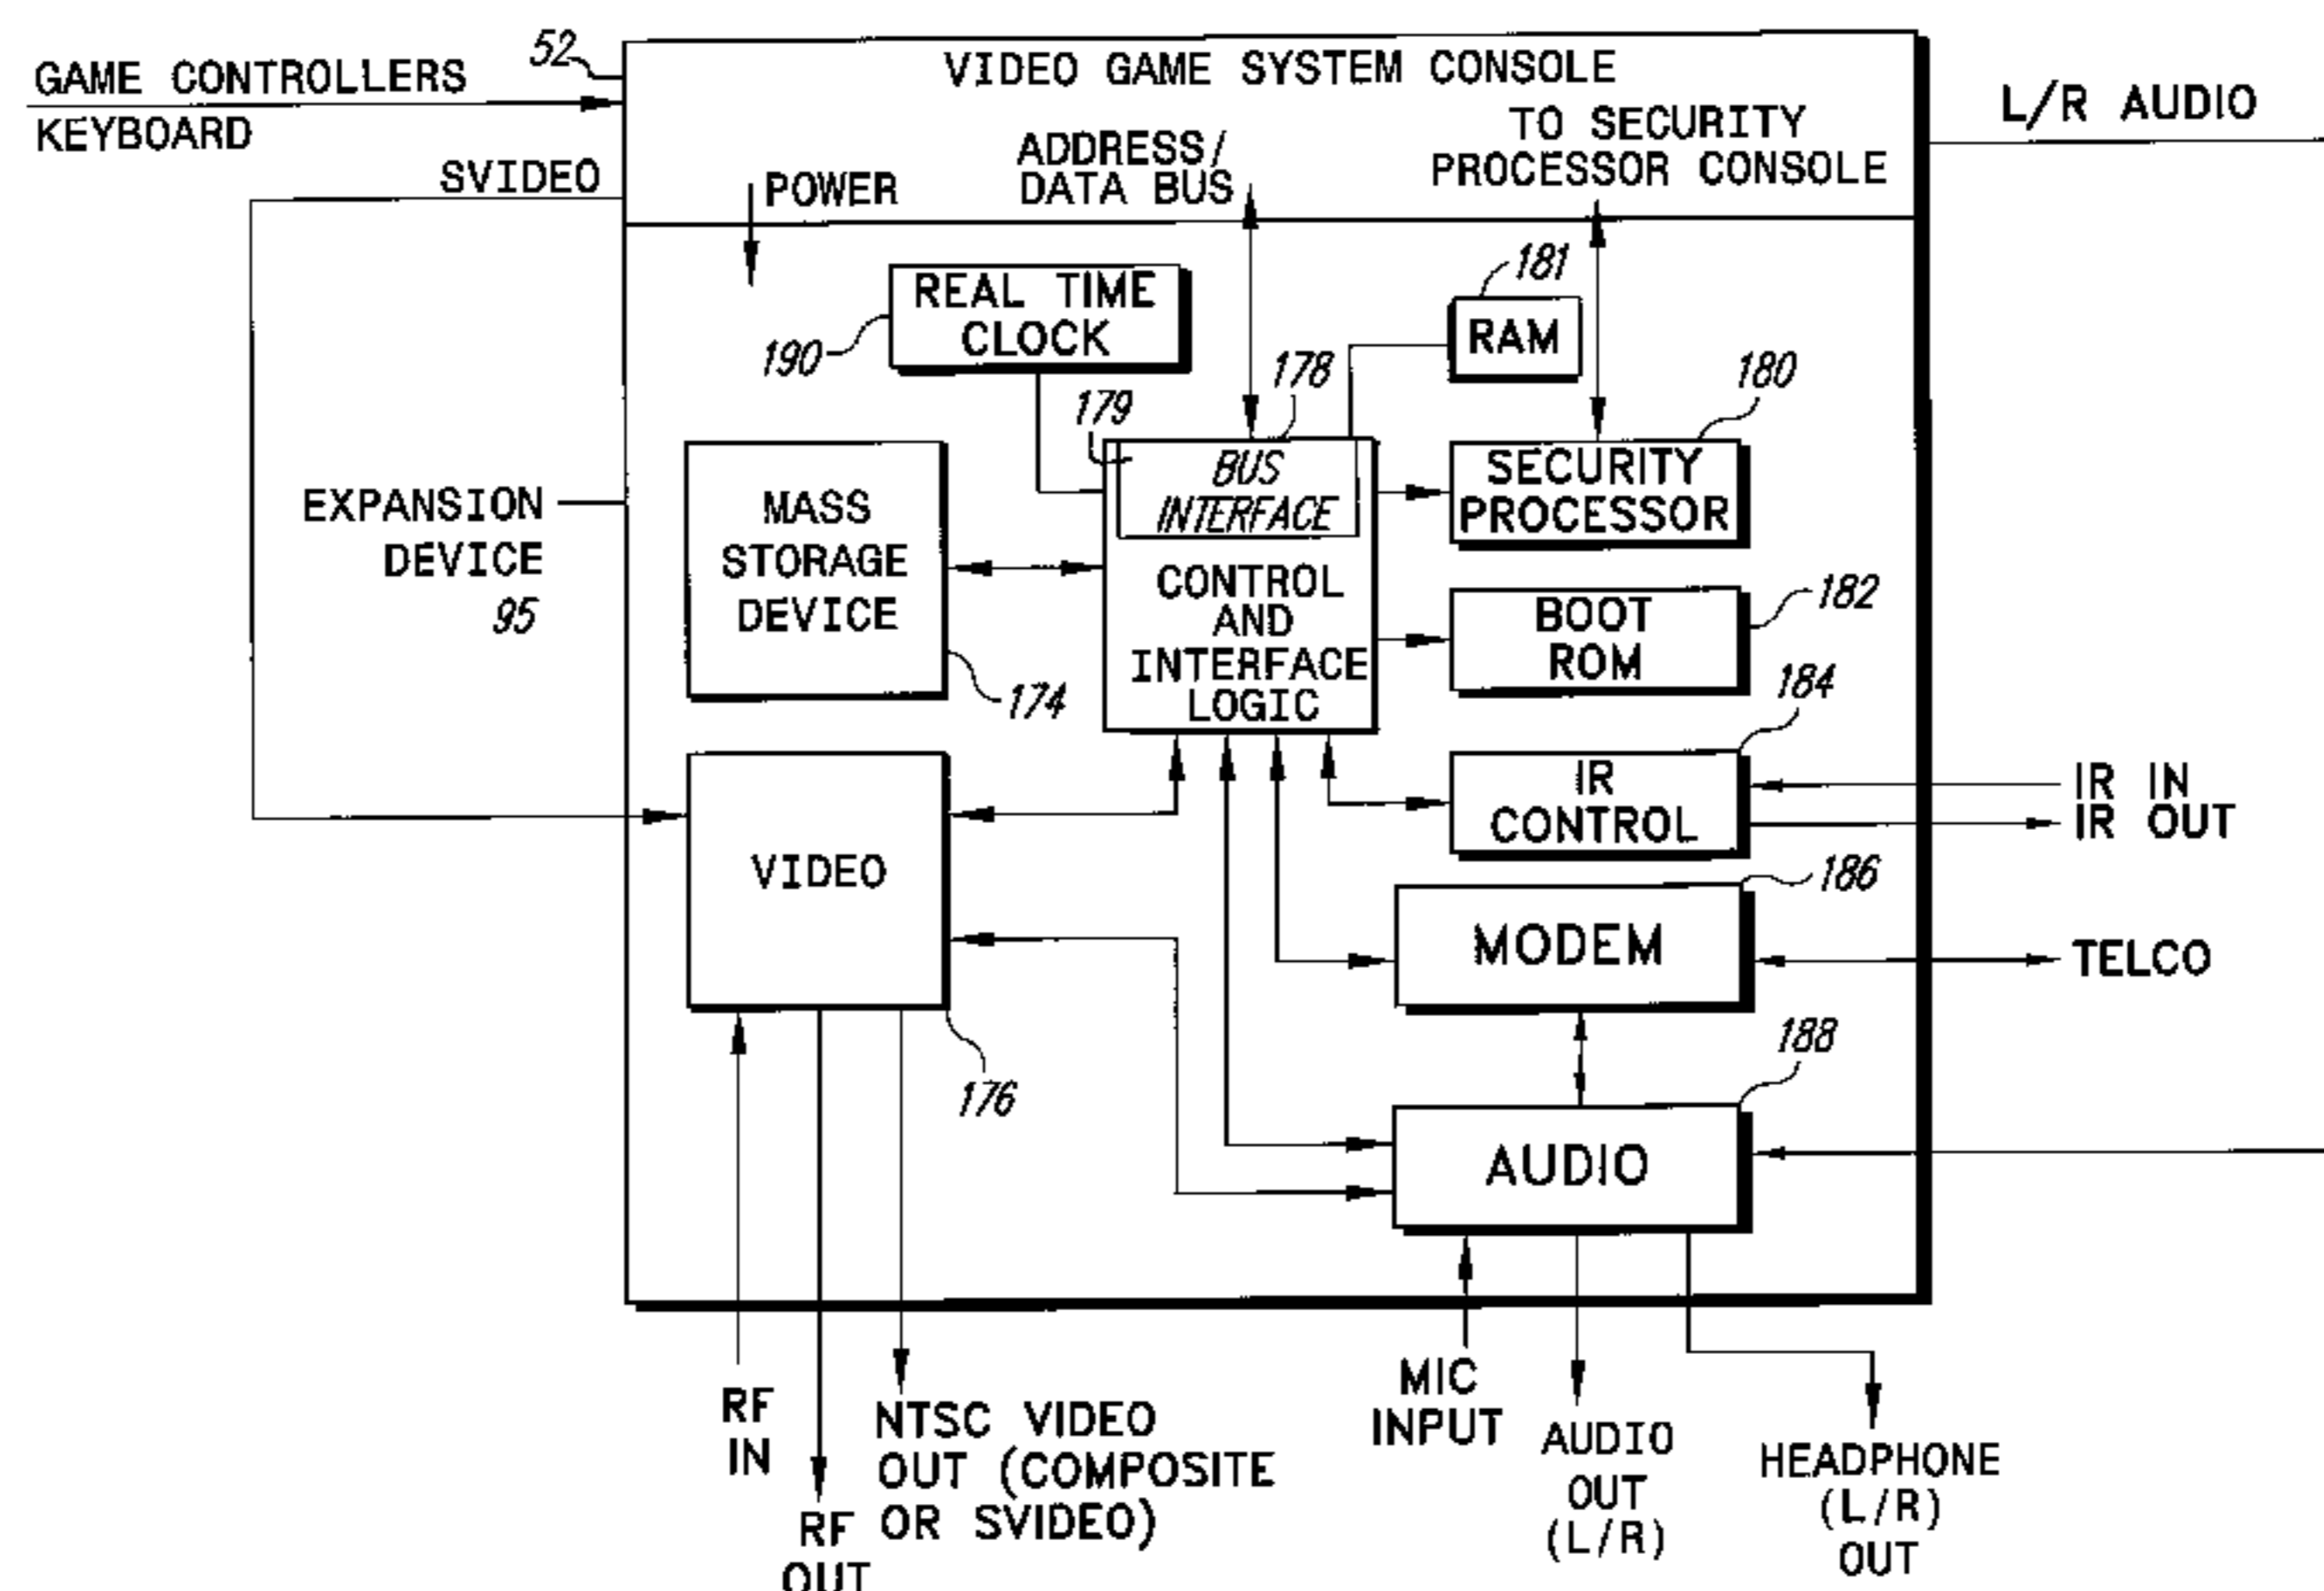 GAME CONTROLLERS
KEYBOARD
52
VIDEO GAME SYSTEM CONSOLE
L/R AUDIO
SVIDEO
POWER
ADDRESS/
DATA BUS
TO SECURITY
PROCESSOR CONSOLE
REAL TIME
CLOCK
190
181
RAM
179
178
180
EXPANSION
DEVICE
95
MASS
STORAGE
DEVICE
174
BUS
INTERFACE
CONTROL
AND
INTERFACE
LOGIC
SECURITY
PROCESSOR
BOOT
ROM
182
184
IR
CONTROL
IR IN
IR OUT
VIDEO
176
186
MODEM
TELCO
188
AUDIO
RF
IN
RF
OUT
NTSC VIDEO
OUT (COMPOSITE
OR SVIDEO)
MIC
INPUT
AUDIO
OUT
(L/R)
HEADPHONE
(L/R)
OUT